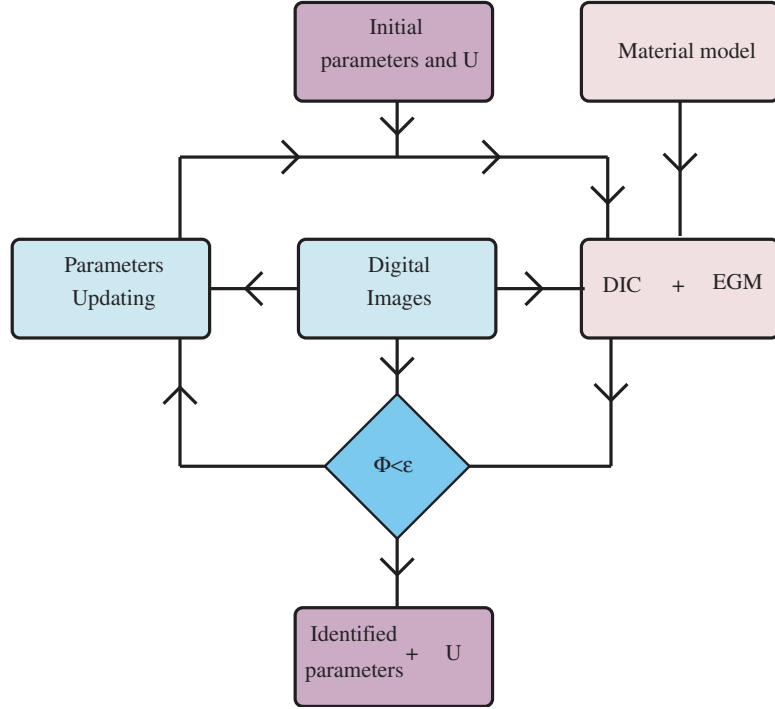 Initial
parameters and U
Material model
Parameters
Updating
Digital
Images
DIC + EGM
Φ<ε
Identified
parameters + U